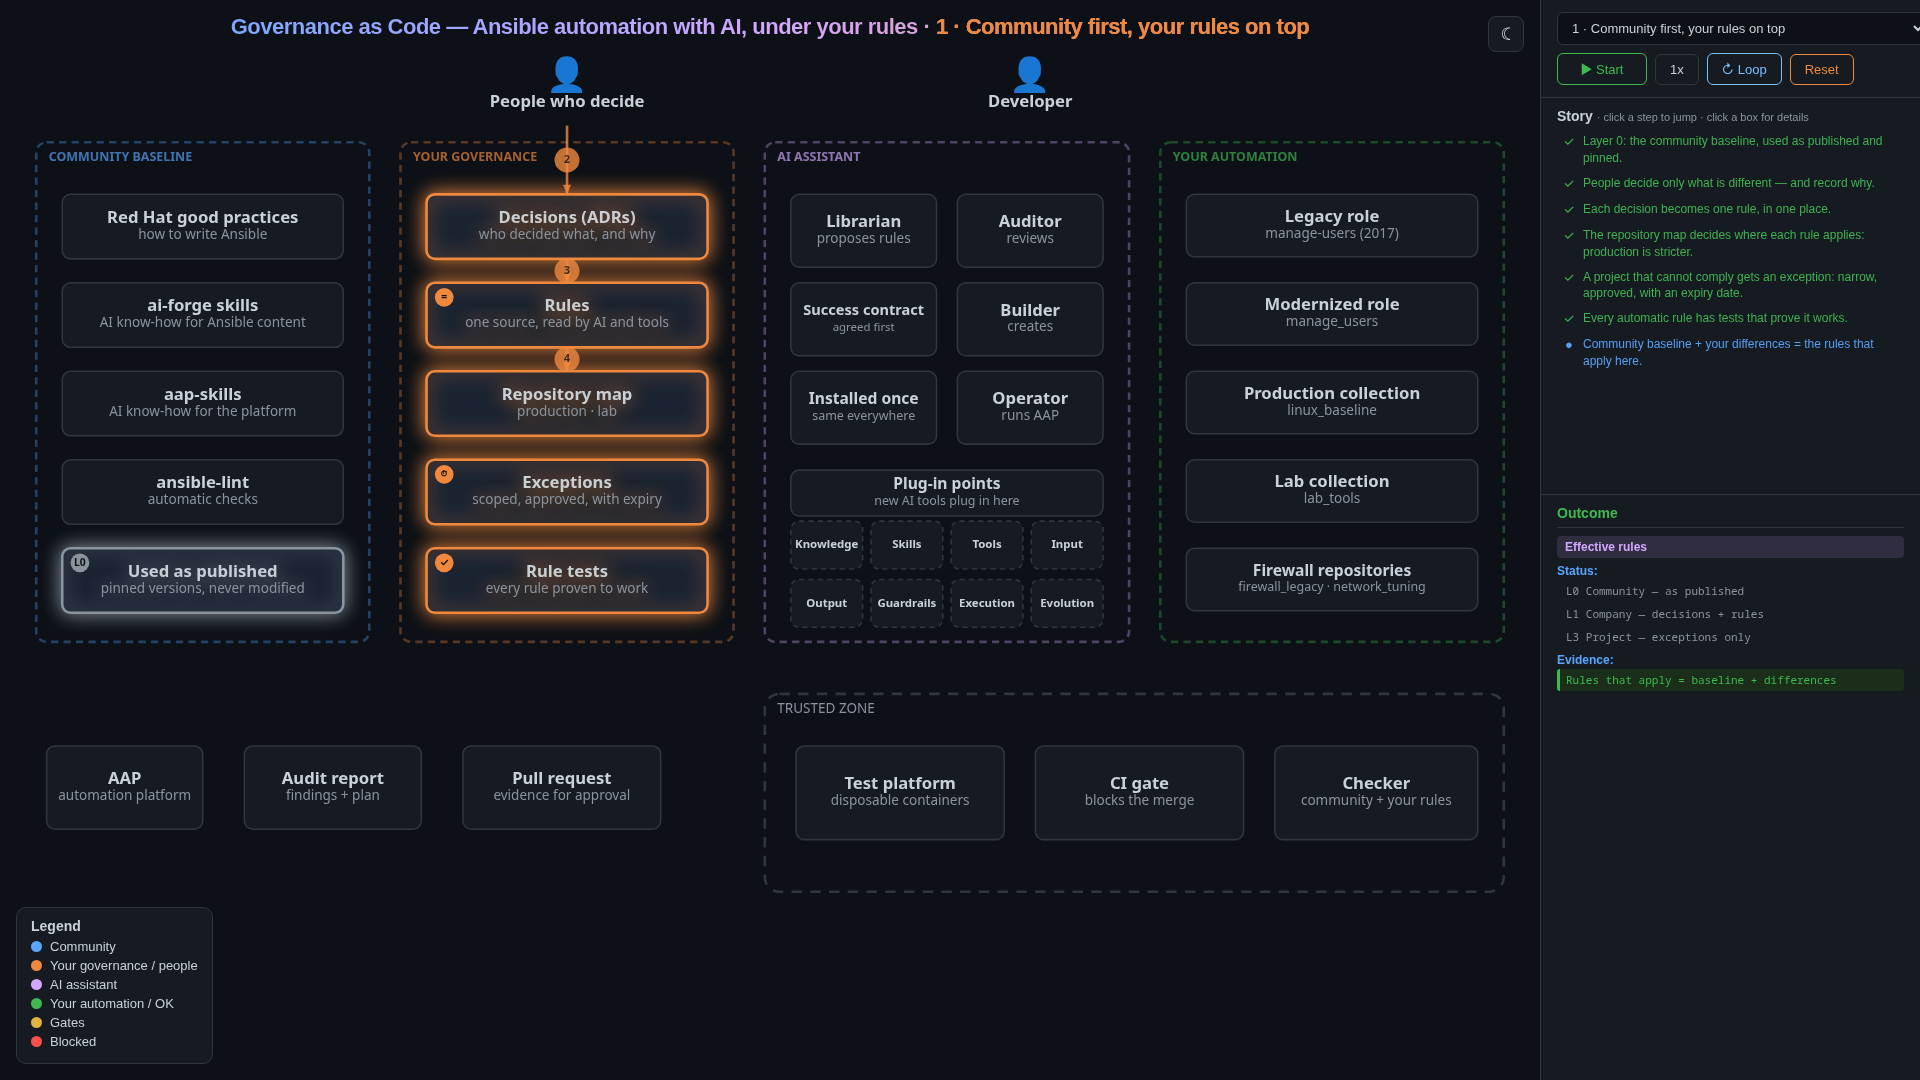 Governance as Code — Ansible automation with AI, under your rules · 1 · Community first, your rules on top
People who decide
Developer
COMMUNITY BASELINE
Red Hat good practices
how to write Ansible
ai-forge skills
AI know-how for Ansible content
aap-skills
AI know-how for the platform
ansible-lint
automatic checks
L0
Used as published
pinned versions, never modified
YOUR GOVERNANCE
2
Decisions (ADRs)
who decided what, and why
3
=
Rules
one source, read by AI and tools
4
Repository map
production · lab
Exceptions
scoped, approved, with expiry
Rule tests
every rule proven to work
AI ASSISTANT
Librarian
proposes rules
Auditor
reviews
Success contract
agreed first
Builder
creates
Installed once
same everywhere
Operator
runs AAP
Plug-in points
new AI tools plug in here
Knowledge
Skills
Tools
Input
Output
Guardrails
Execution
Evolution
YOUR AUTOMATION
Legacy role
manage-users (2017)
Modernized role
manage_users
Production collection
linux_baseline
Lab collection
lab_tools
Firewall repositories
firewall_legacy · network_tuning
AAP
automation platform
Audit report
findings + plan
Pull request
evidence for approval
TRUSTED ZONE
Test platform
disposable containers
CI gate
blocks the merge
Checker
community + your rules
Legend
Community
Your governance / people
AI assistant
Your automation / OK
Gates
Blocked
1 · Community first, your rules on top
▶ Start
1x
↻ Loop
Reset
Story · click a step to jump · click a box for details
✓ Layer 0: the community baseline, used as published and
pinned.
✓ People decide only what is different — and record why.
✓ Each decision becomes one rule, in one place.
✓ The repository map decides where each rule applies:
production is stricter.
✓ A project that cannot comply gets an exception: narrow,
approved, with an expiry date.
✓ Every automatic rule has tests that prove it works.
● Community baseline + your differences = the rules that
apply here.
Outcome
Effective rules
Status:
L0 Community — as published
L1 Company — decisions + rules
L3 Project — exceptions only
Evidence:
Rules that apply = baseline + differences